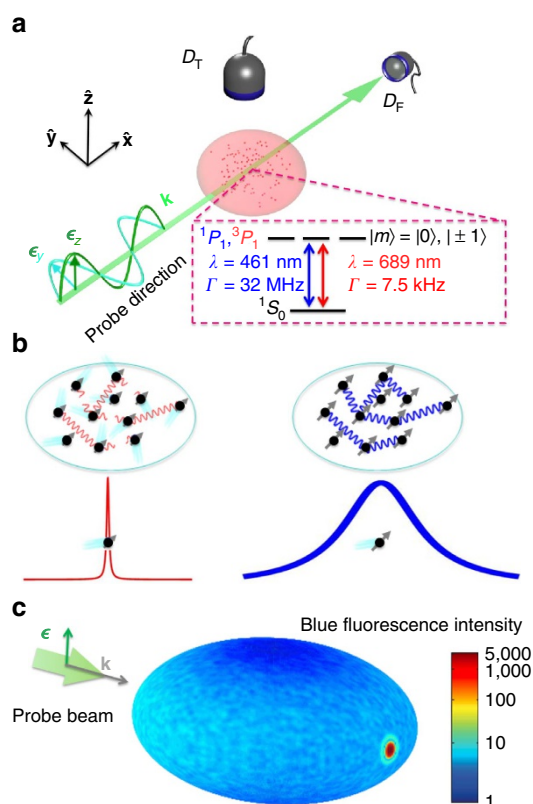 a
D_T
D_F
ẑ
ŷ
x̂
k
ϵ_y
ϵ_z
Probe direction
¹P₁, ³P₁
|m⟩ = |0⟩, | ± 1⟩
λ = 461 nm
λ = 689 nm
Γ = 32 MHz
Γ = 7.5 kHz
¹S₀
b
c
ϵ
k
Probe beam
Blue fluorescence intensity
5,000
1,000
100
10
1